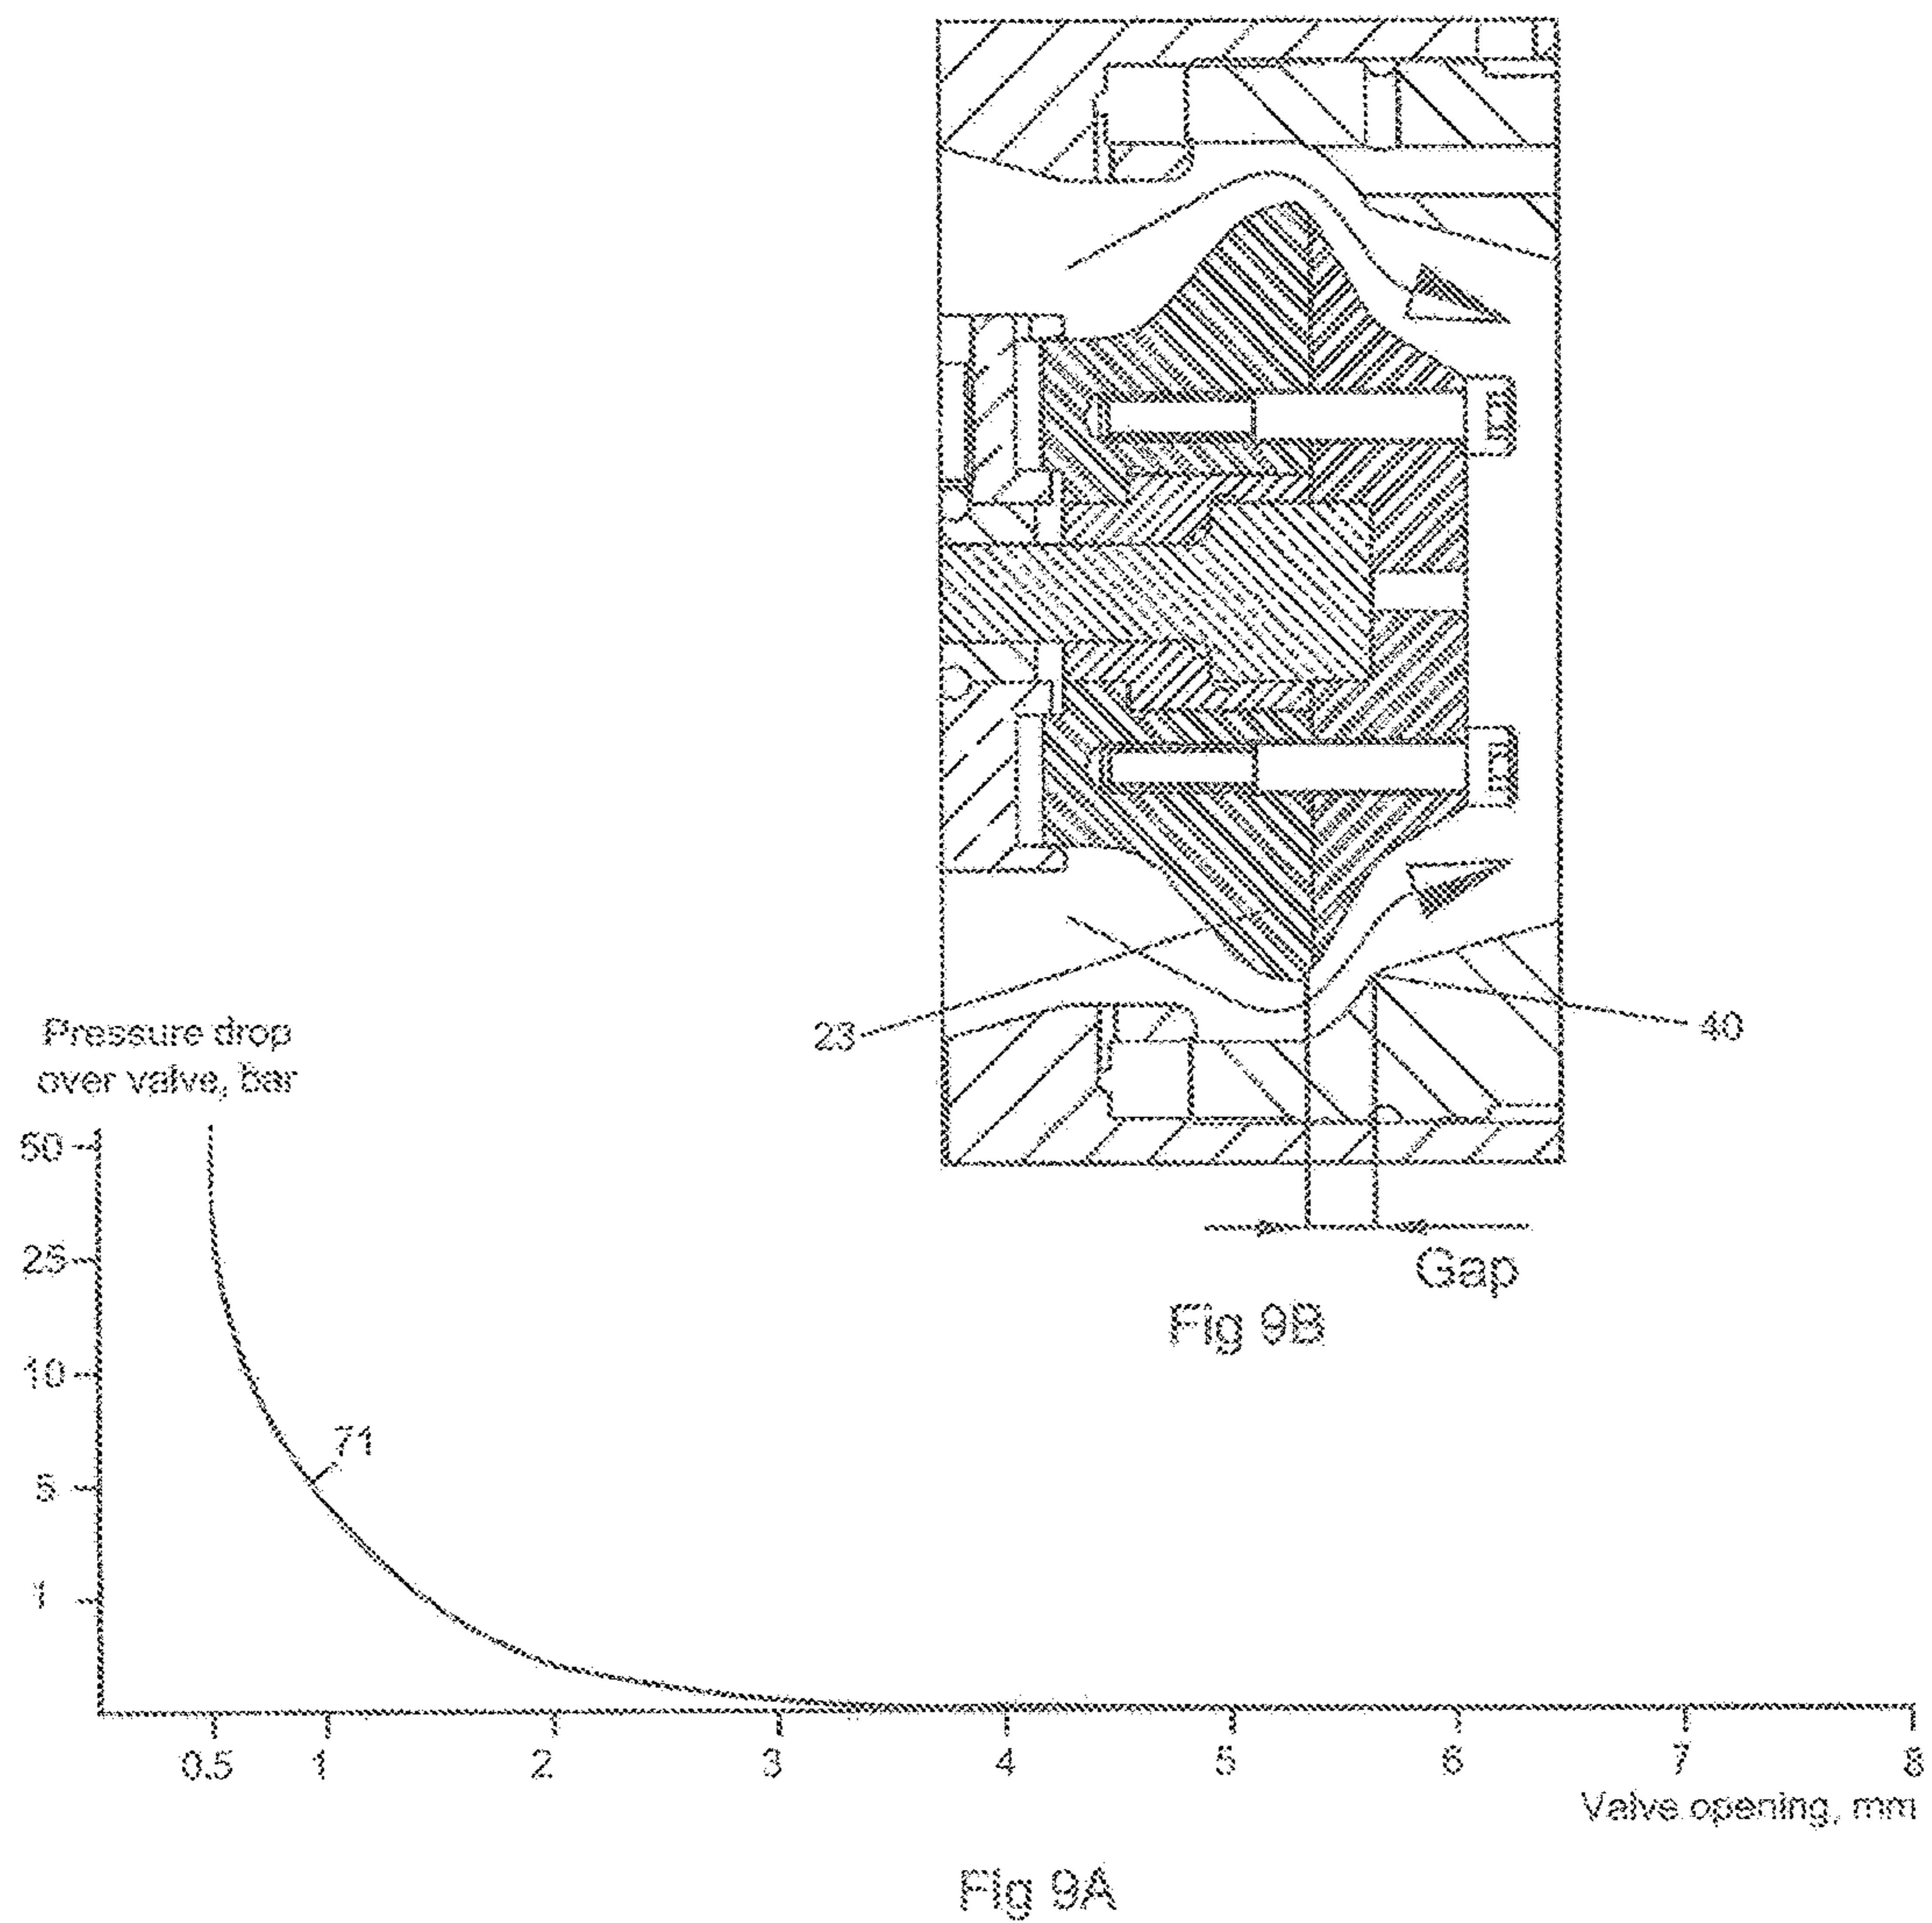 23
40
Gap
Fig 9B
Pressure drop
over valve, bar
50
25
10
5
1
71
0.5 1 2 3 4 5 6 7 8
Valve opening, mm
Fig 9A